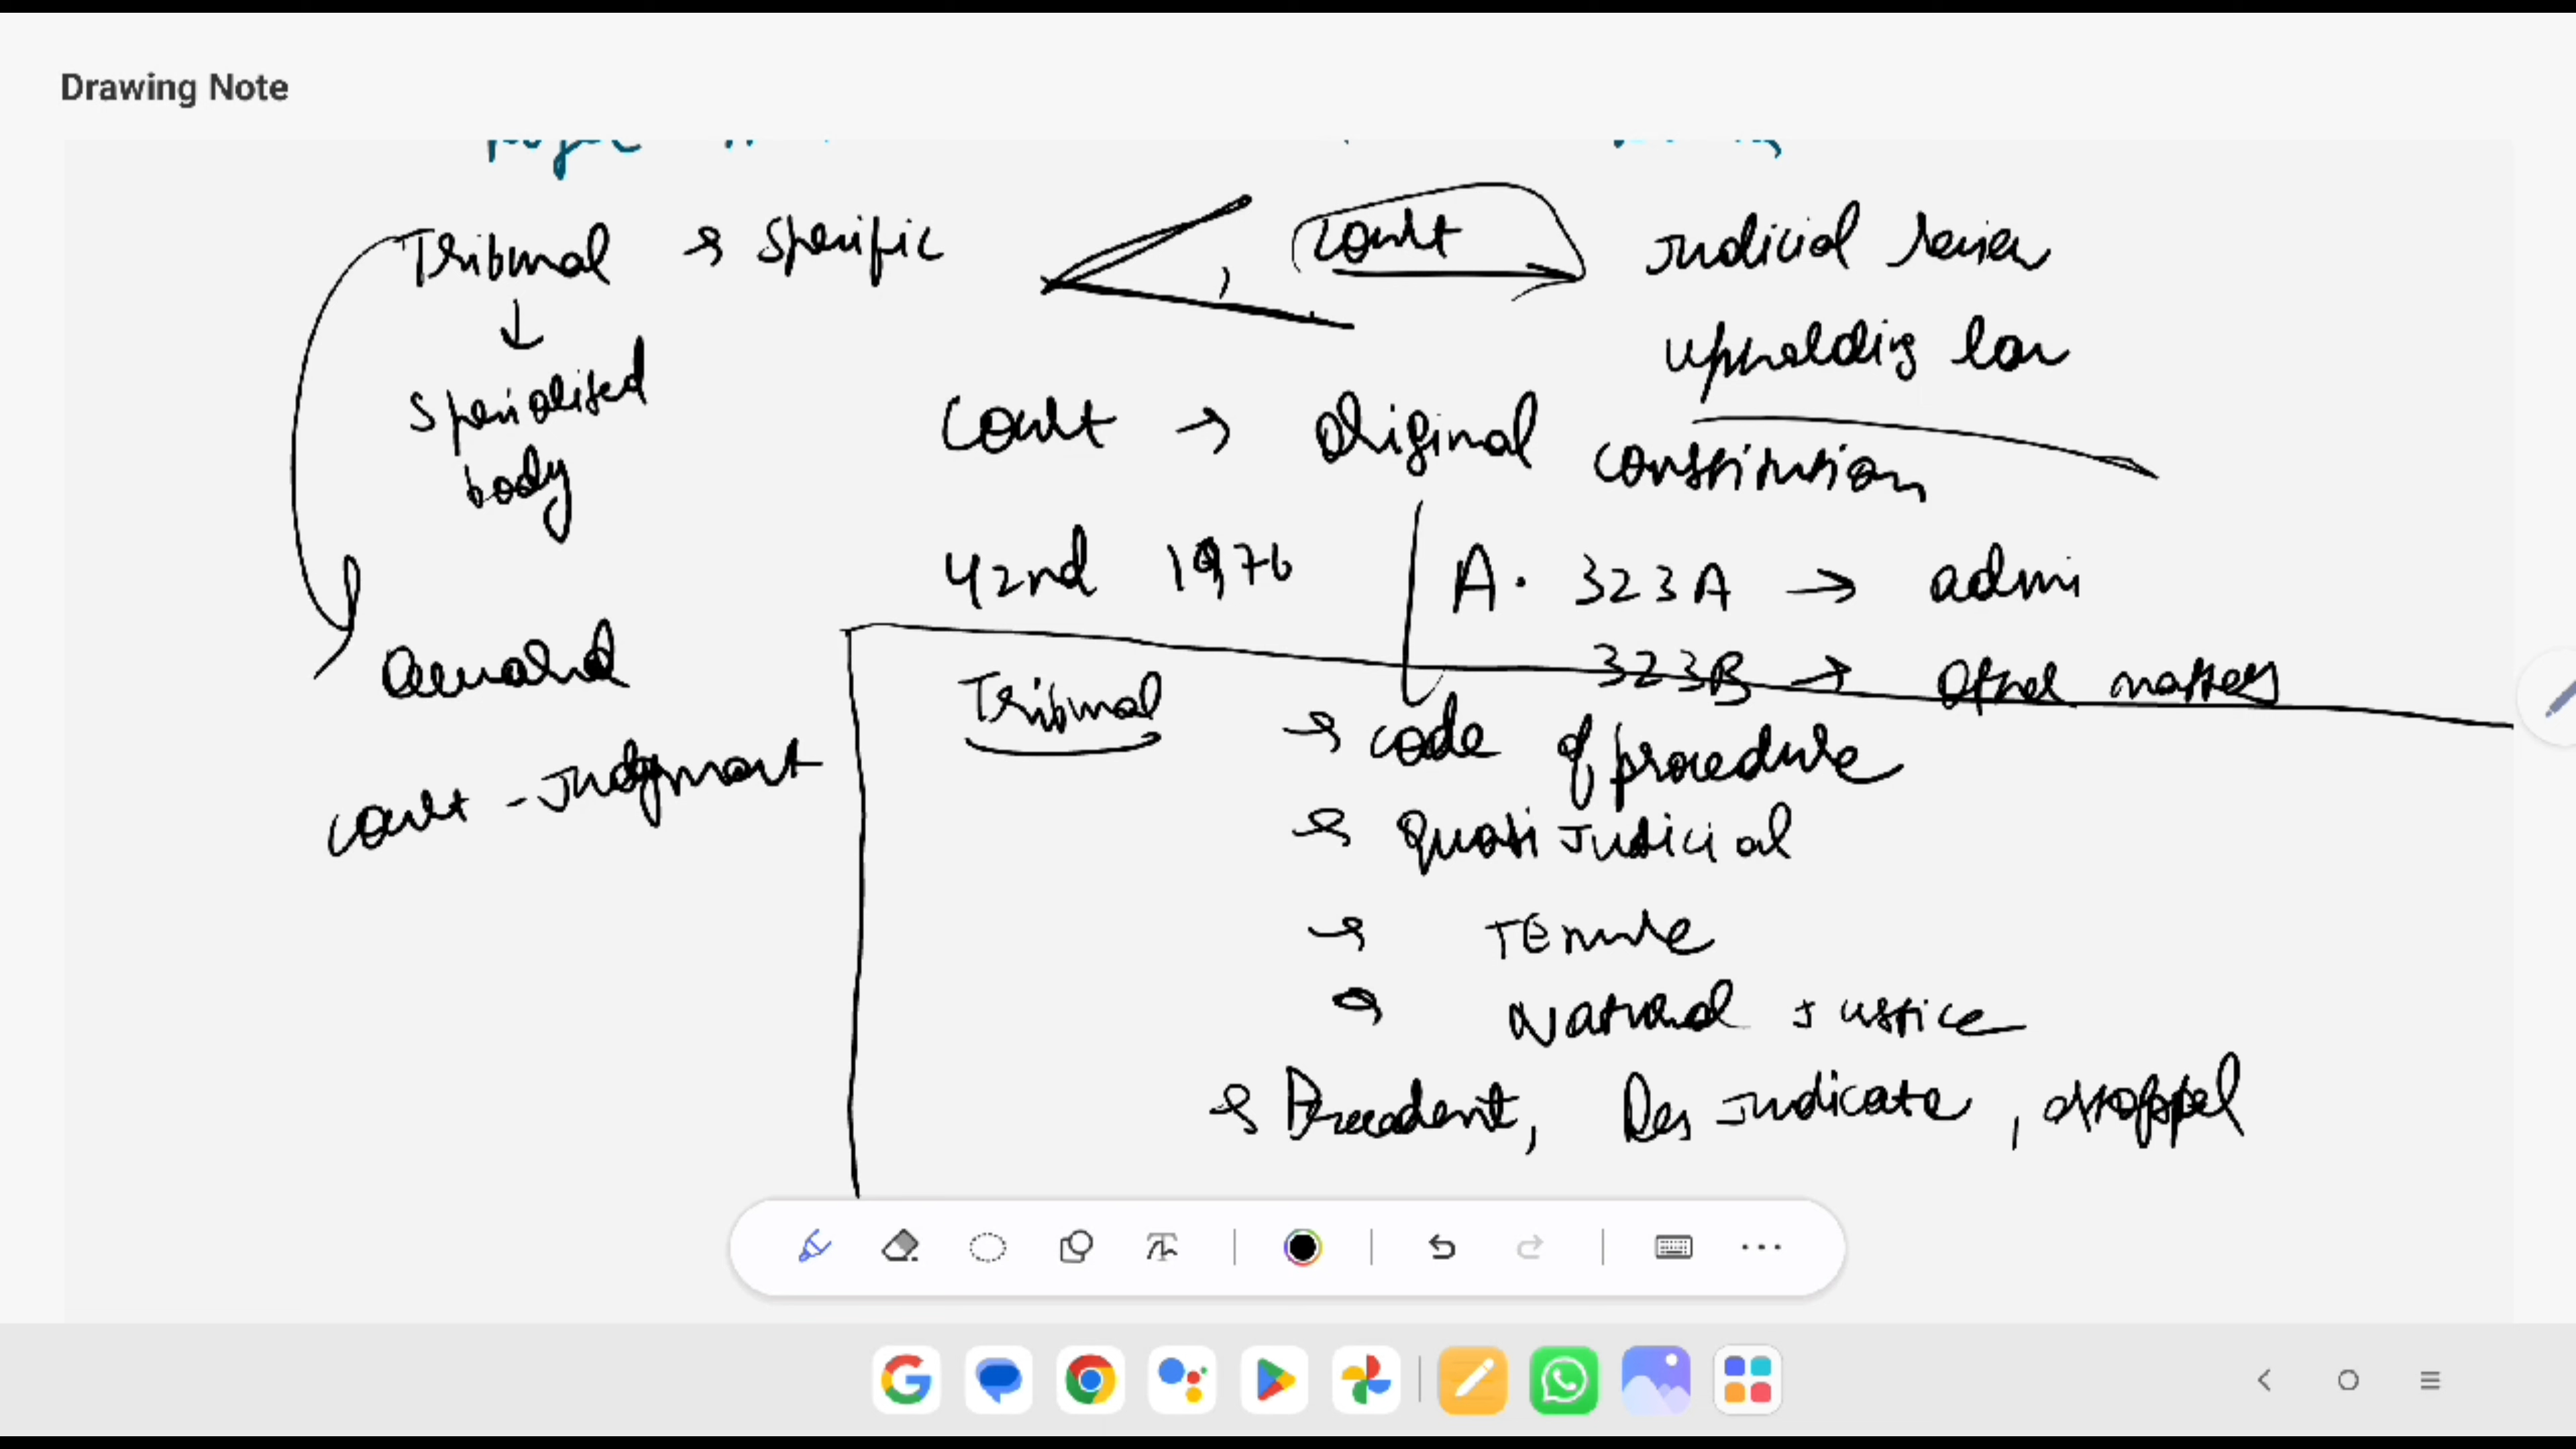 Drawing Note
Tribunal → Specific
Court
Judicial review
↓
Specialised
body
upholding law
Court → Original constitution
42nd 1976
A. 323A → admi
323B → other matters
Demand
Court - Judgment
Tribunal
→ code of procedure
→ Quasi Judicial
→ TEnure
→ Natural Justice
→ Precedent, Res Judicate, estoppel